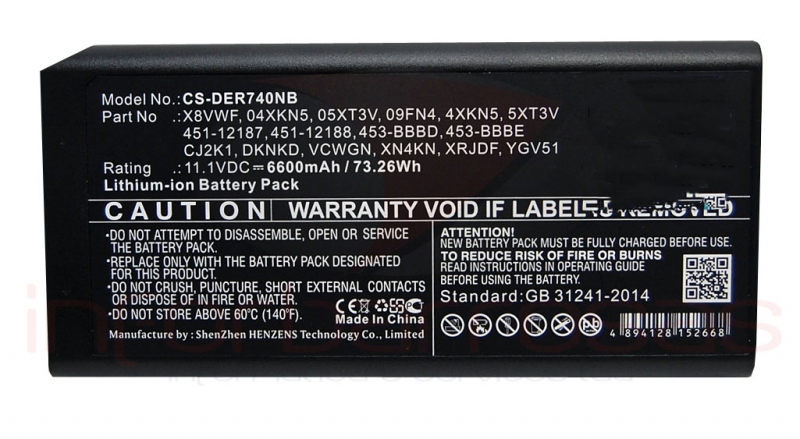 Model No.: CS-DER740NB
Part No : X8VWF, 04XKN5, 05XT3V, 09FN4, 4XKN5, 5XT3V
451-12187,451-12188,453-BBBD, 453-BBBE
CJ2K1, DKNKD, VCWGN, XN4KN, XRJDF, YGV51
Rating : 11.1VDC⎓6600mAh / 73.26Wh
Lithium-ion Battery Pack
CAUTION WARRANTY VOID IF LABEL IS REMOVED
•DO NOT ATTEMPT TO DISASSEMBLE, OPEN OR SERVICE
THE BATTERY PACK.
•REPLACE ONLY WITH THE BATTERY PACK DESIGNATED
FOR THIS PRODUCT.
•DO NOT CRUSH, PUNCTURE, SHORT EXTERNAL CONTACTS
OR DISPOSE OF IN FIRE OR WATER.
•DO NOT STORE ABOVE 60℃ (140℉).
CE
Made In China
Manufacture by : ShenZhen HENZENS Technology Co., Limited.
ATTENTION!
NEW BATTERY PACK MUST BE FULLY CHARGED BEFORE USE.
TO REDUCE RISK OF FIRE OR BURNS
READ INSTRUCTIONS IN OPERATING DEVICE GUIDE
BEFORE USING THE BATTERY.
Standard:GB 31241-2014
4 894128 152668